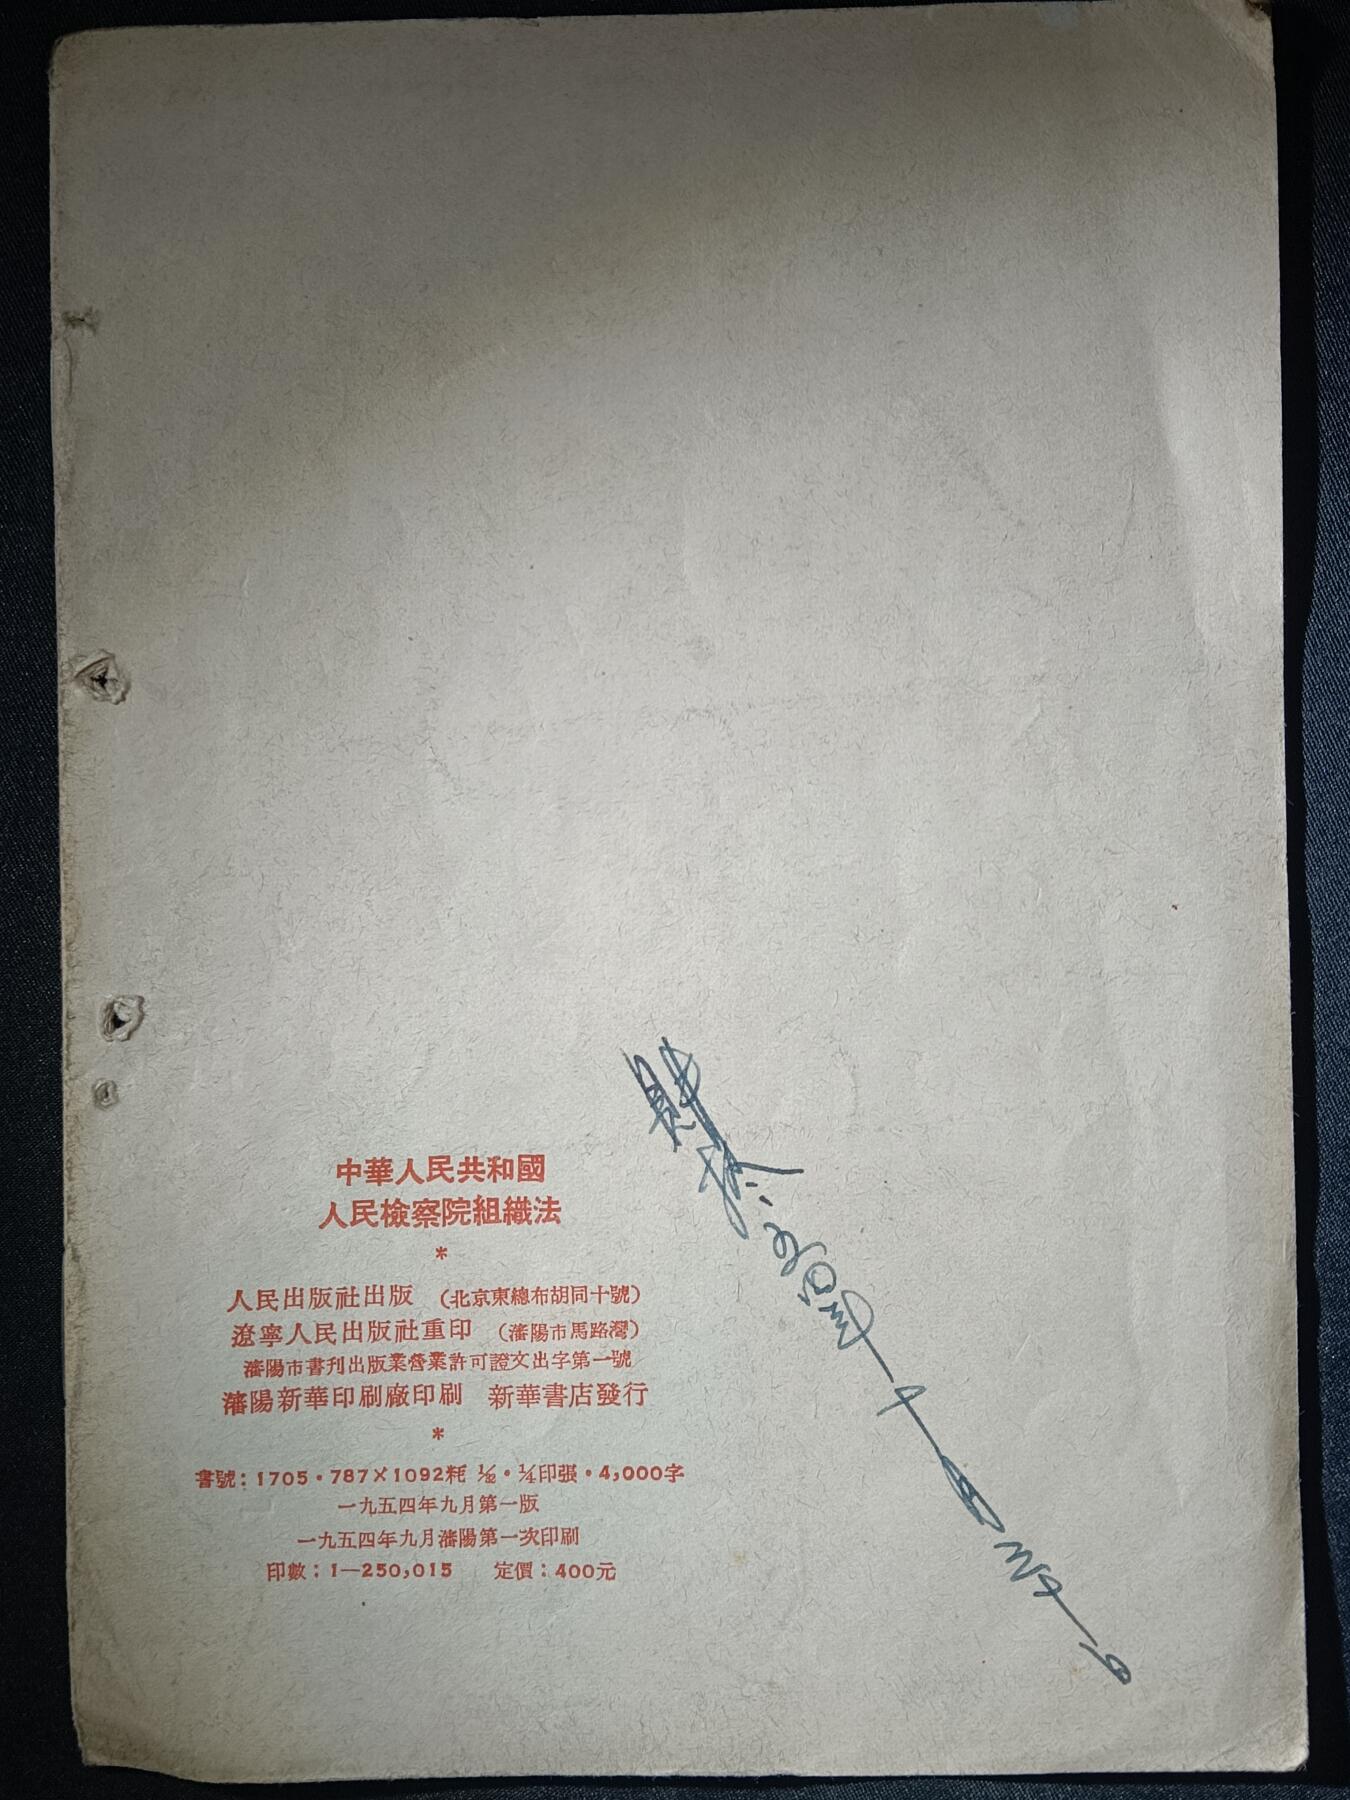 中華人民共和國
人民檢察院組織法
*
人民出版社出版 （北京東總布胡同十號）
遼寧人民出版社重印 （瀋陽市馬路灣）
瀋陽市書刊出版業營業許可證文出字第一號
瀋陽新華印刷廠印刷 新華書店發行
*
書號：1705·787×1092粍 1/32·1/4印張·4,000字
一九五四年九月第一版
一九五四年九月瀋陽第一次印刷
印數：1—250,015 定價：400元